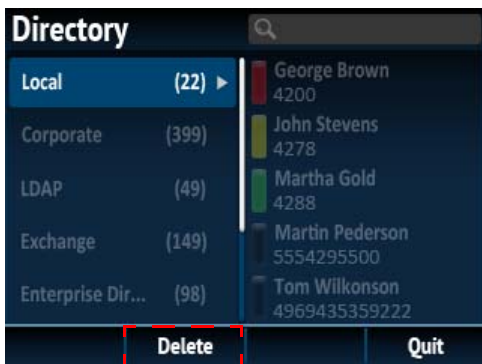 Directory
Local (22)
Corporate (399)
LDAP (49)
Exchange (149)
Enterprise Dir... (98)
George Brown
4200
John Stevens
4278
Martha Gold
4288
Martin Pederson
5554295500
Tom Wilkonson
4969435359222
Delete Quit